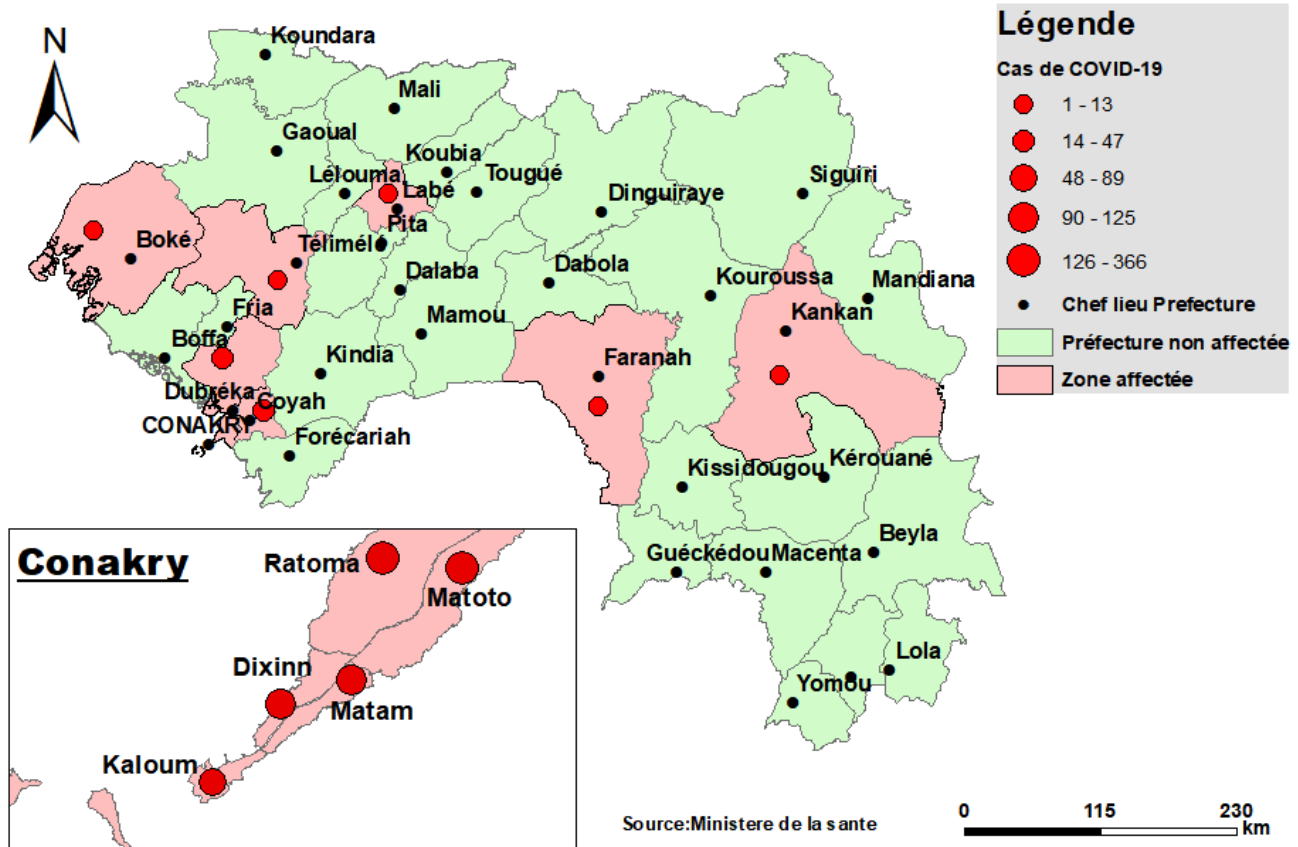 N
Koundara
Mali
Gaoual
Koubia
Lélouma
Tougué
Labé
Siguiri
Dinguiraye
Pita
Boké
Télimélé
Dalaba
Dabola
Kouroussa
Mandiana
Fria
Mamou
Kankan
Boffa
Kindia
Faranah
Dubréka
Coyah
CONAKRY
Forécariah
Kissidougou
Kérouané
Beyla
Guéckédou
Macenta
Lola
Yomou
Légende
Cas de COVID-19
1 - 13
14 - 47
48 - 89
90 - 125
126 - 366
Chef lieu Prefecture
Préfecture non affectée
Zone affectée
Conakry
Ratoma
Matoto
Dixinn
Matam
Kaloum
Source:Ministere de la sante
0 115 230
km